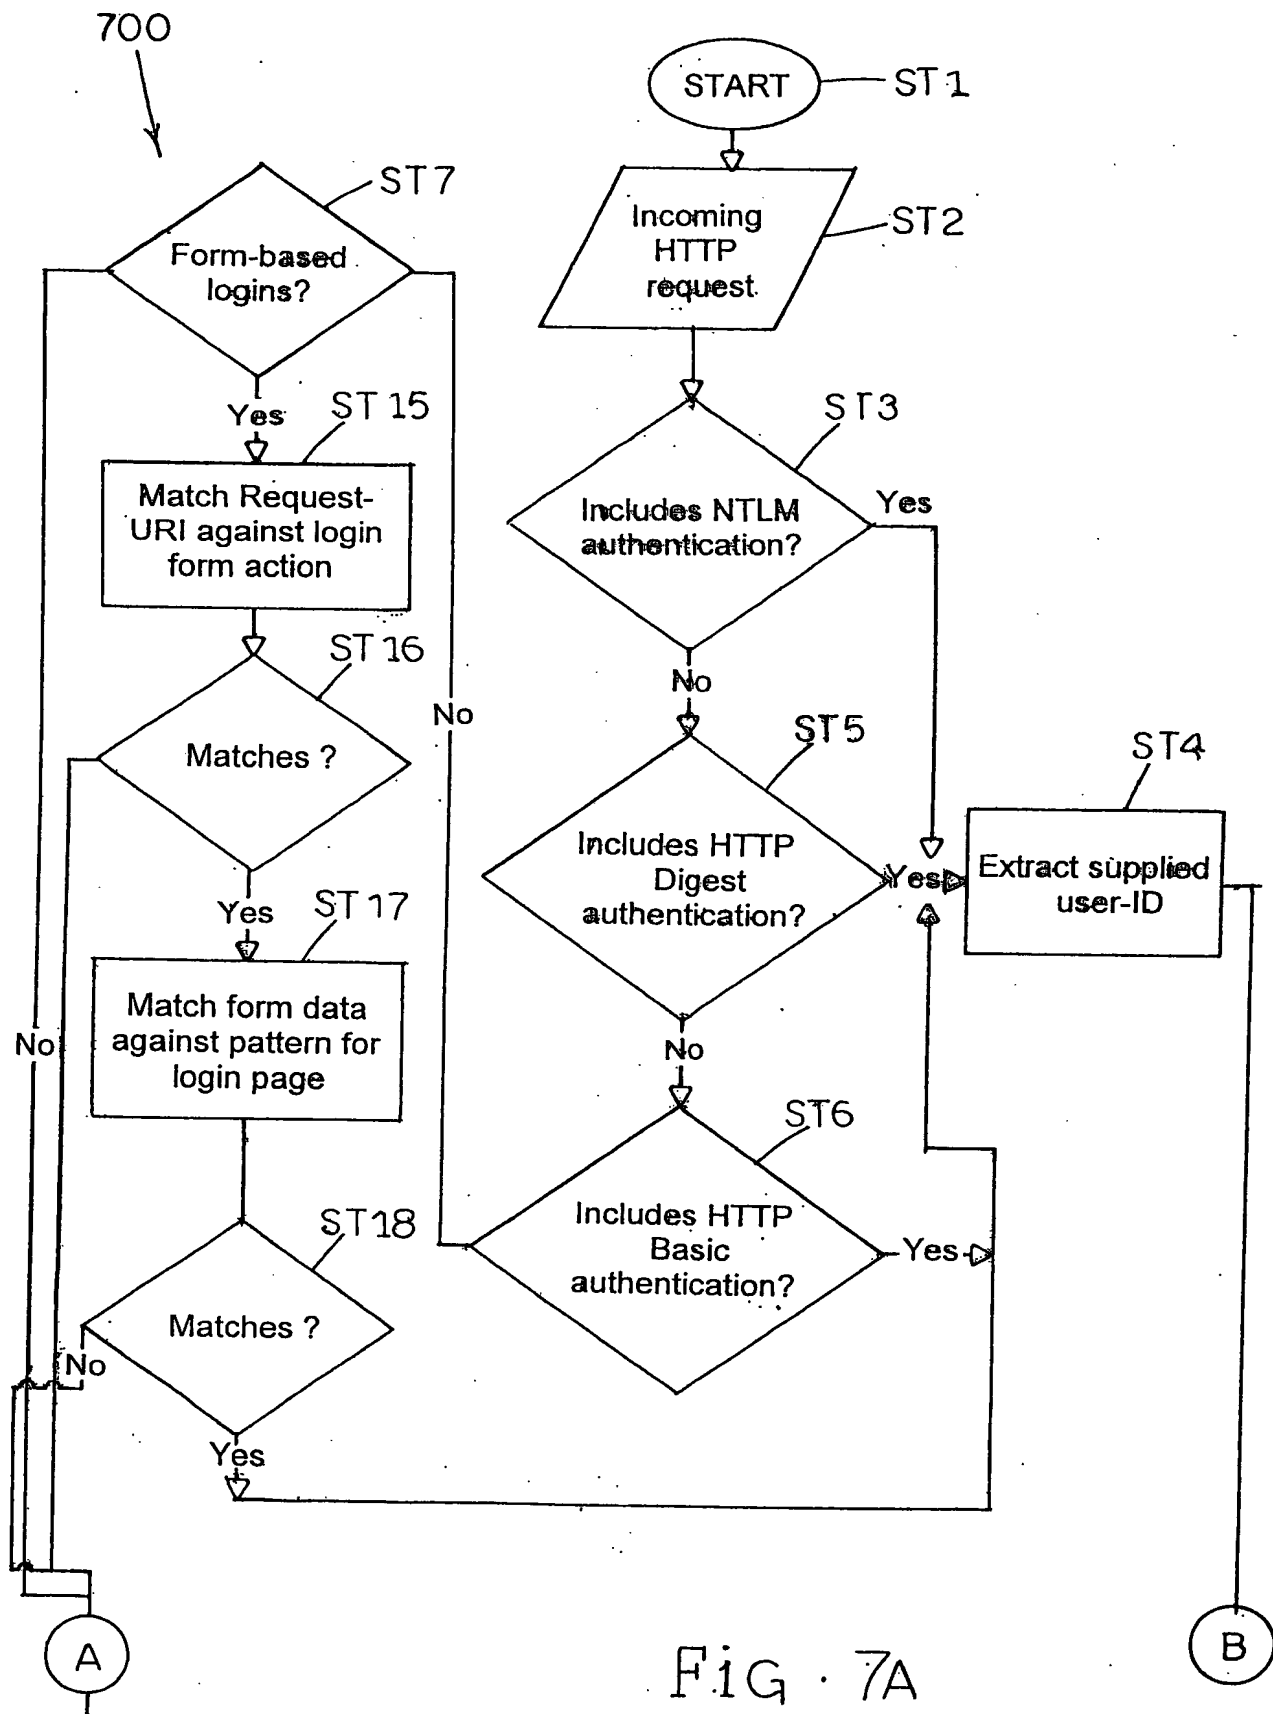 700
START
ST1
ST7
Incoming
HTTP
request
ST2
Form-based
logins?
ST3
Yes
ST15
Includes NTLM
authentication?
Yes
Match Request-
URI against login
form action
ST16
No
No
ST5
ST4
Matches ?
Includes HTTP
Digest
authentication?
Yes
Extract supplied
user-ID
Yes
ST17
Match form data
against pattern for
login page
No
No
ST6
ST18
Includes HTTP
Basic
authentication?
Yes
Matches ?
No
Yes
A
B
FiG . 7A